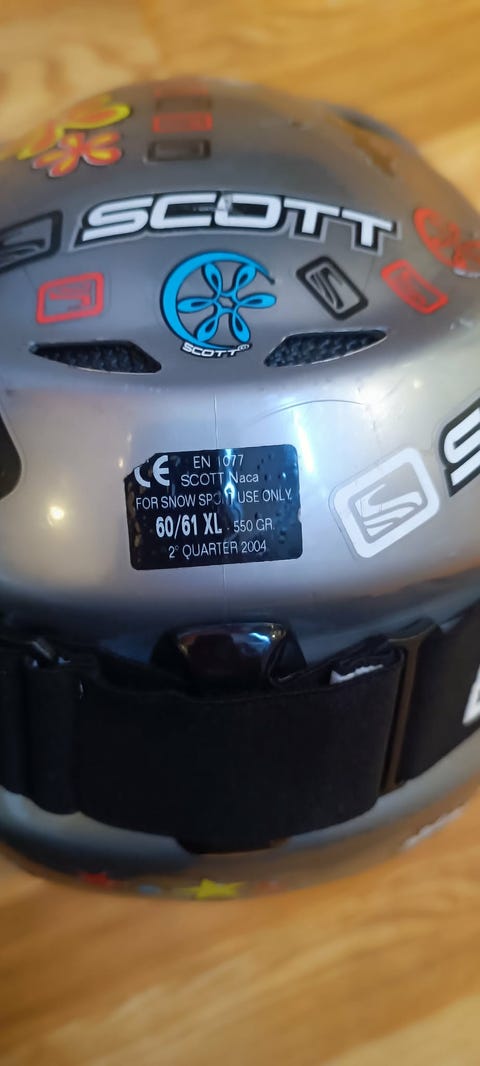 SCOTT
SCOTT
CE
EN 1077
SCOTT Naca
FOR SNOW SPORT USE ONLY.
60/61 XL - 550 GR.
2° QUARTER 2004